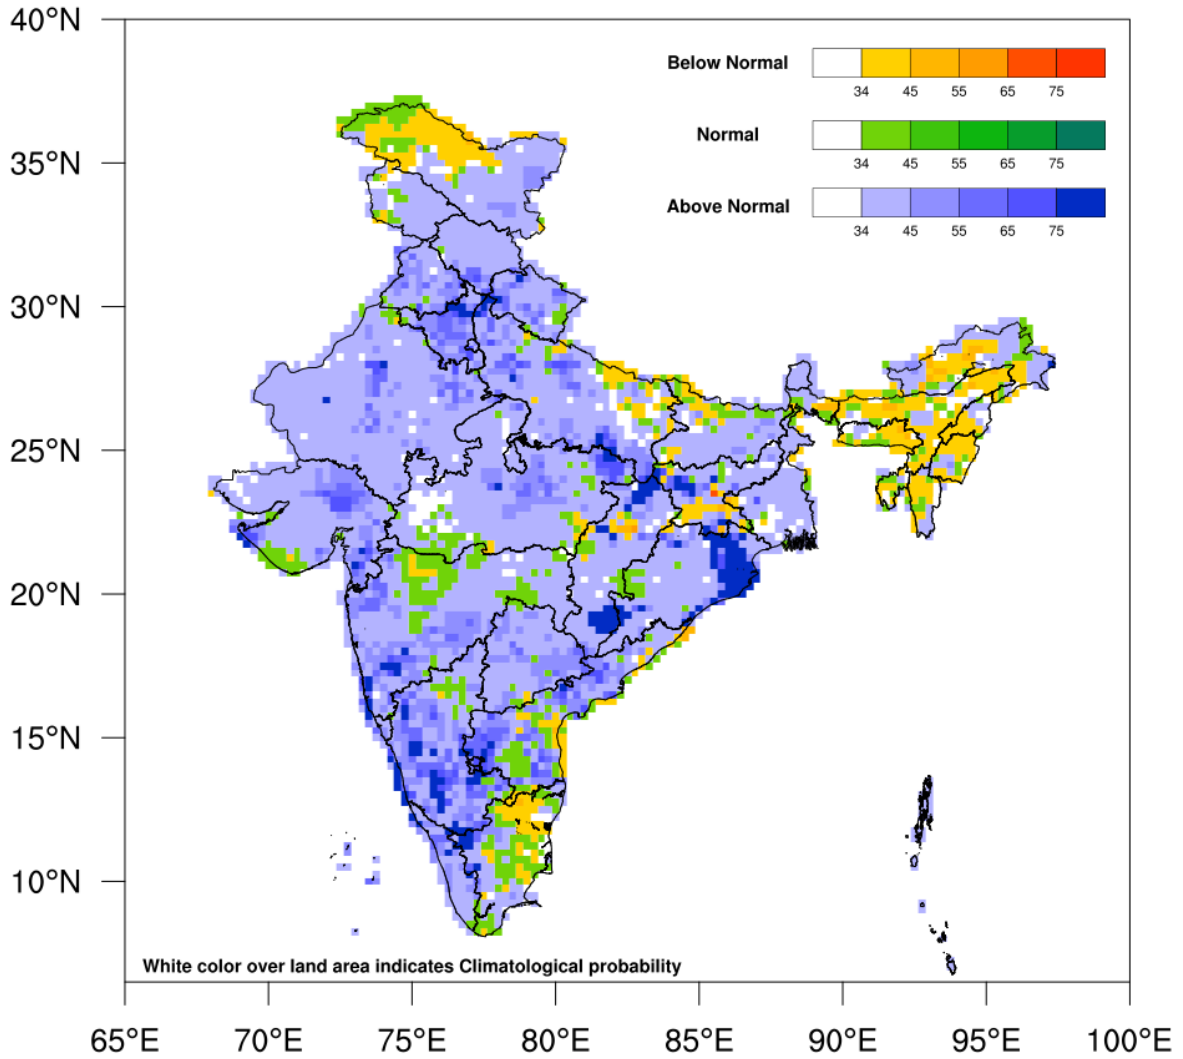 40°N
35°N
30°N
25°N
20°N
15°N
10°N
Below Normal
34 45 55 65 75
Normal
34 45 55 65 75
Above Normal
34 45 55 65 75
White color over land area indicates Climatological probability
65°E 70°E 75°E 80°E 85°E 90°E 95°E 100°E